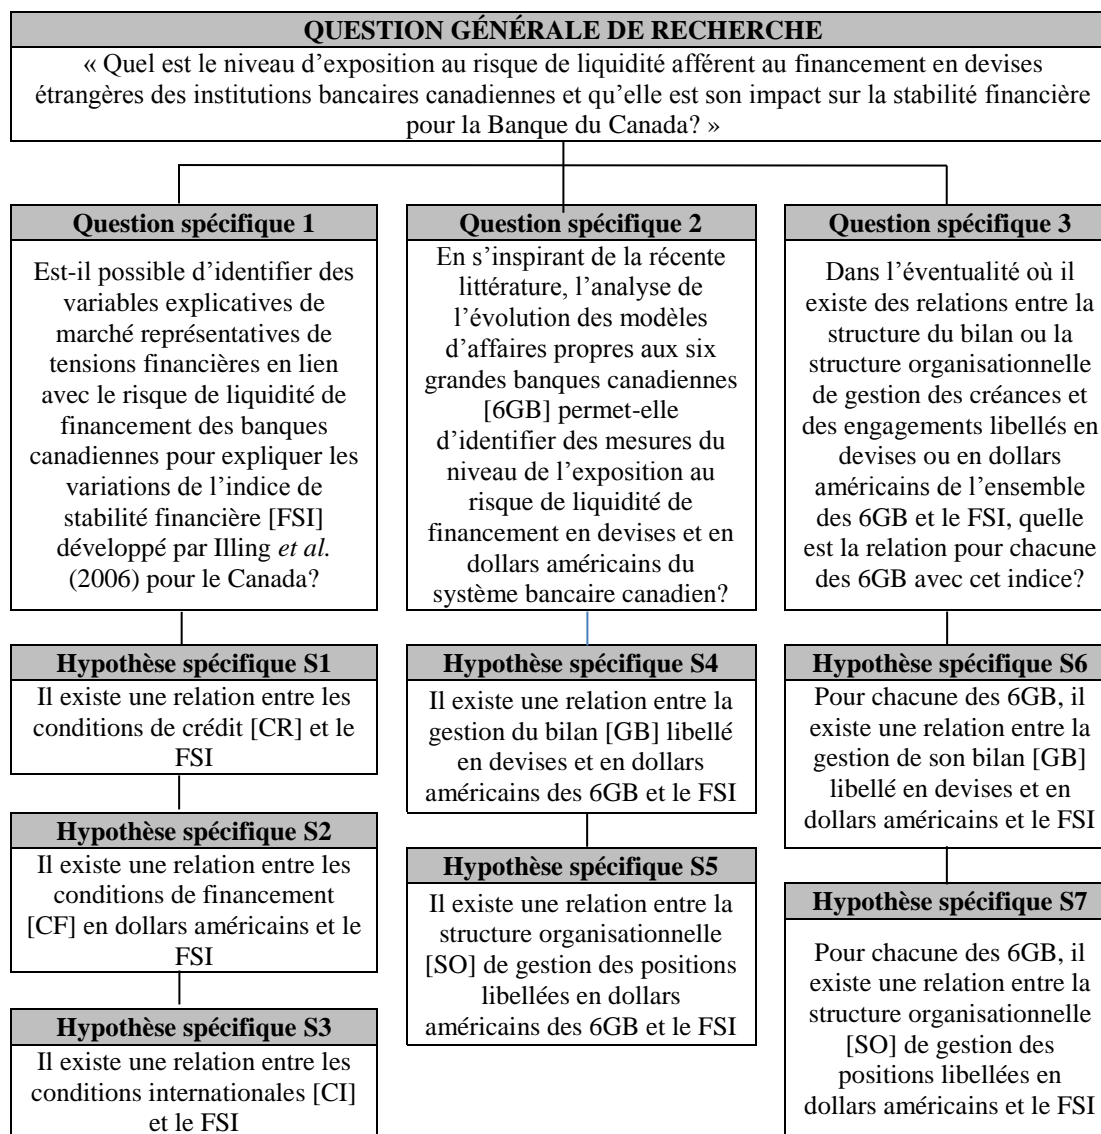 QUESTION GÉNÉRALE DE RECHERCHE
« Quel est le niveau d’exposition au risque de liquidité afférent au financement en devises
étrangères des institutions bancaires canadiennes et qu’elle est son impact sur la stabilité financière
pour la Banque du Canada? »
Question spécifique 1
Est-il possible d’identifier des
variables explicatives de
marché représentatives de
tensions financières en lien
avec le risque de liquidité de
financement des banques
canadiennes pour expliquer les
variations de l’indice de
stabilité financière [FSI]
développé par Illing et al.
(2006) pour le Canada?
Hypothèse spécifique S1
Il existe une relation entre les
conditions de crédit [CR] et le
FSI
Hypothèse spécifique S2
Il existe une relation entre les
conditions de financement
[CF] en dollars américains et le
FSI
Hypothèse spécifique S3
Il existe une relation entre les
conditions internationales [CI]
et le FSI
Question spécifique 2
En s’inspirant de la récente
littérature, l’analyse de
l’évolution des modèles
d’affaires propres aux six
grandes banques canadiennes
[6GB] permet-elle
d’identifier des mesures du
niveau de l’exposition au
risque de liquidité de
financement en devises et en
dollars américains du
système bancaire canadien?
Hypothèse spécifique S4
Il existe une relation entre la
gestion du bilan [GB] libellé
en devises et en dollars
américains des 6GB et le FSI
Hypothèse spécifique S5
Il existe une relation entre la
structure organisationnelle
[SO] de gestion des positions
libellées en dollars
américains des 6GB et le FSI
Question spécifique 3
Dans l’éventualité où il
existe des relations entre la
structure du bilan ou la
structure organisationnelle
de gestion des créances et
des engagements libellés en
devises ou en dollars
américains de l’ensemble
des 6GB et le FSI, quelle
est la relation pour chacune
des 6GB avec cet indice?
Hypothèse spécifique S6
Pour chacune des 6GB, il
existe une relation entre la
gestion de son bilan [GB]
libellé en devises et en
dollars américains et le FSI
Hypothèse spécifique S7
Pour chacune des 6GB, il
existe une relation entre la
structure organisationnelle
[SO] de gestion des
positions libellées en
dollars américains et le FSI